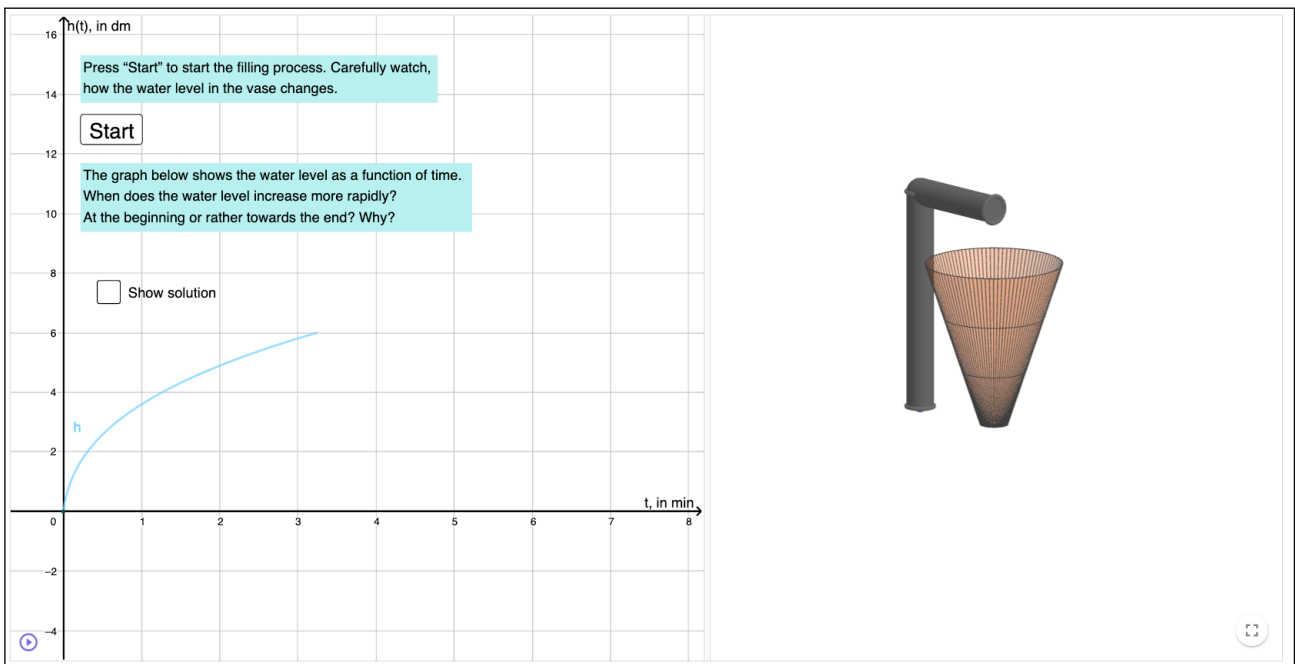 h(t), in dm
16
Press “Start” to start the filling process. Carefully watch,
how the water level in the vase changes.
14
Start
12
The graph below shows the water level as a function of time.
When does the water level increase more rapidly?
At the beginning or rather towards the end? Why?
10
8
Show solution
6
4
h
2
t, in min
0 1 2 3 4 5 6 7 8
–2
–4